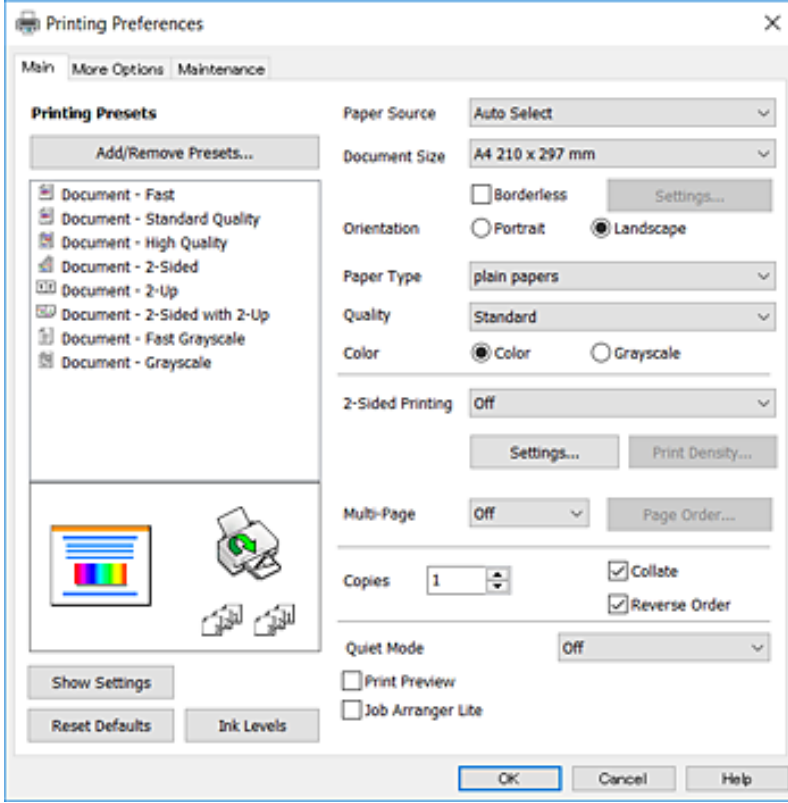 Printing Preferences
Main
More Options
Maintenance
Printing Presets
Add/Remove Presets...
Document - Fast
Document - Standard Quality
Document - High Quality
Document - 2-Sided
Document - 2-Up
Document - 2-Sided with 2-Up
Document - Fast Grayscale
Document - Grayscale
Show Settings
Reset Defaults
Ink Levels
Paper Source
Auto Select
Document Size
A4 210 x 297 mm
Borderless
Settings...
Orientation
Portrait
Landscape
Paper Type
plain papers
Quality
Standard
Color
Color
Grayscale
2-Sided Printing
Off
Settings...
Print Density...
Multi-Page
Off
Page Order...
Copies
1
Collate
Reverse Order
Quiet Mode
Off
Print Preview
Job Arranger Lite
OK
Cancel
Help